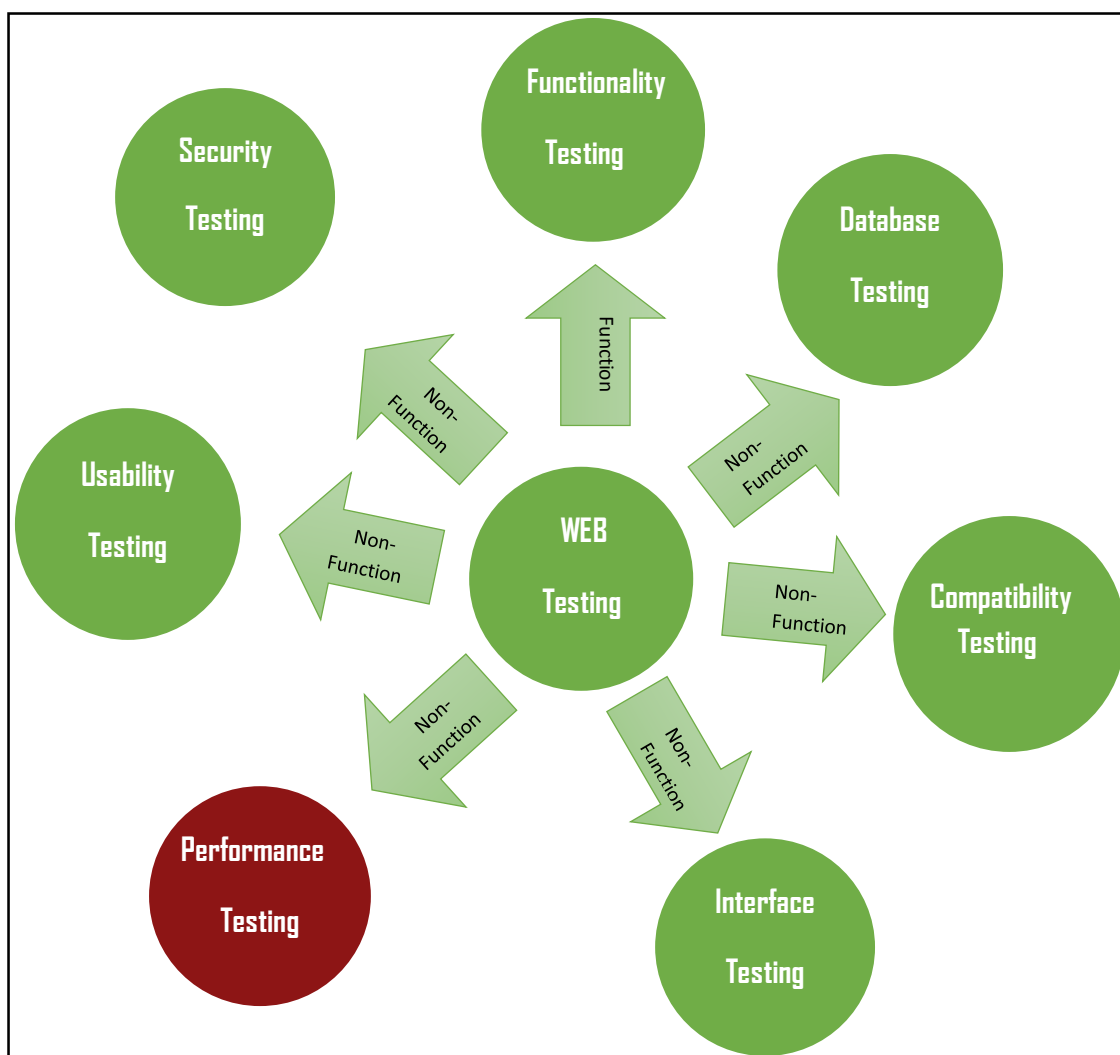 Functionality
Testing
Security
Testing
Database
Testing
Function
Non-
Function
Non-
Function
Usability
Testing
Non-
Function
WEB
Testing
Non-
Function
Compatibility
Testing
Non-
Function
Non-
Function
Performance
Testing
Interface
Testing